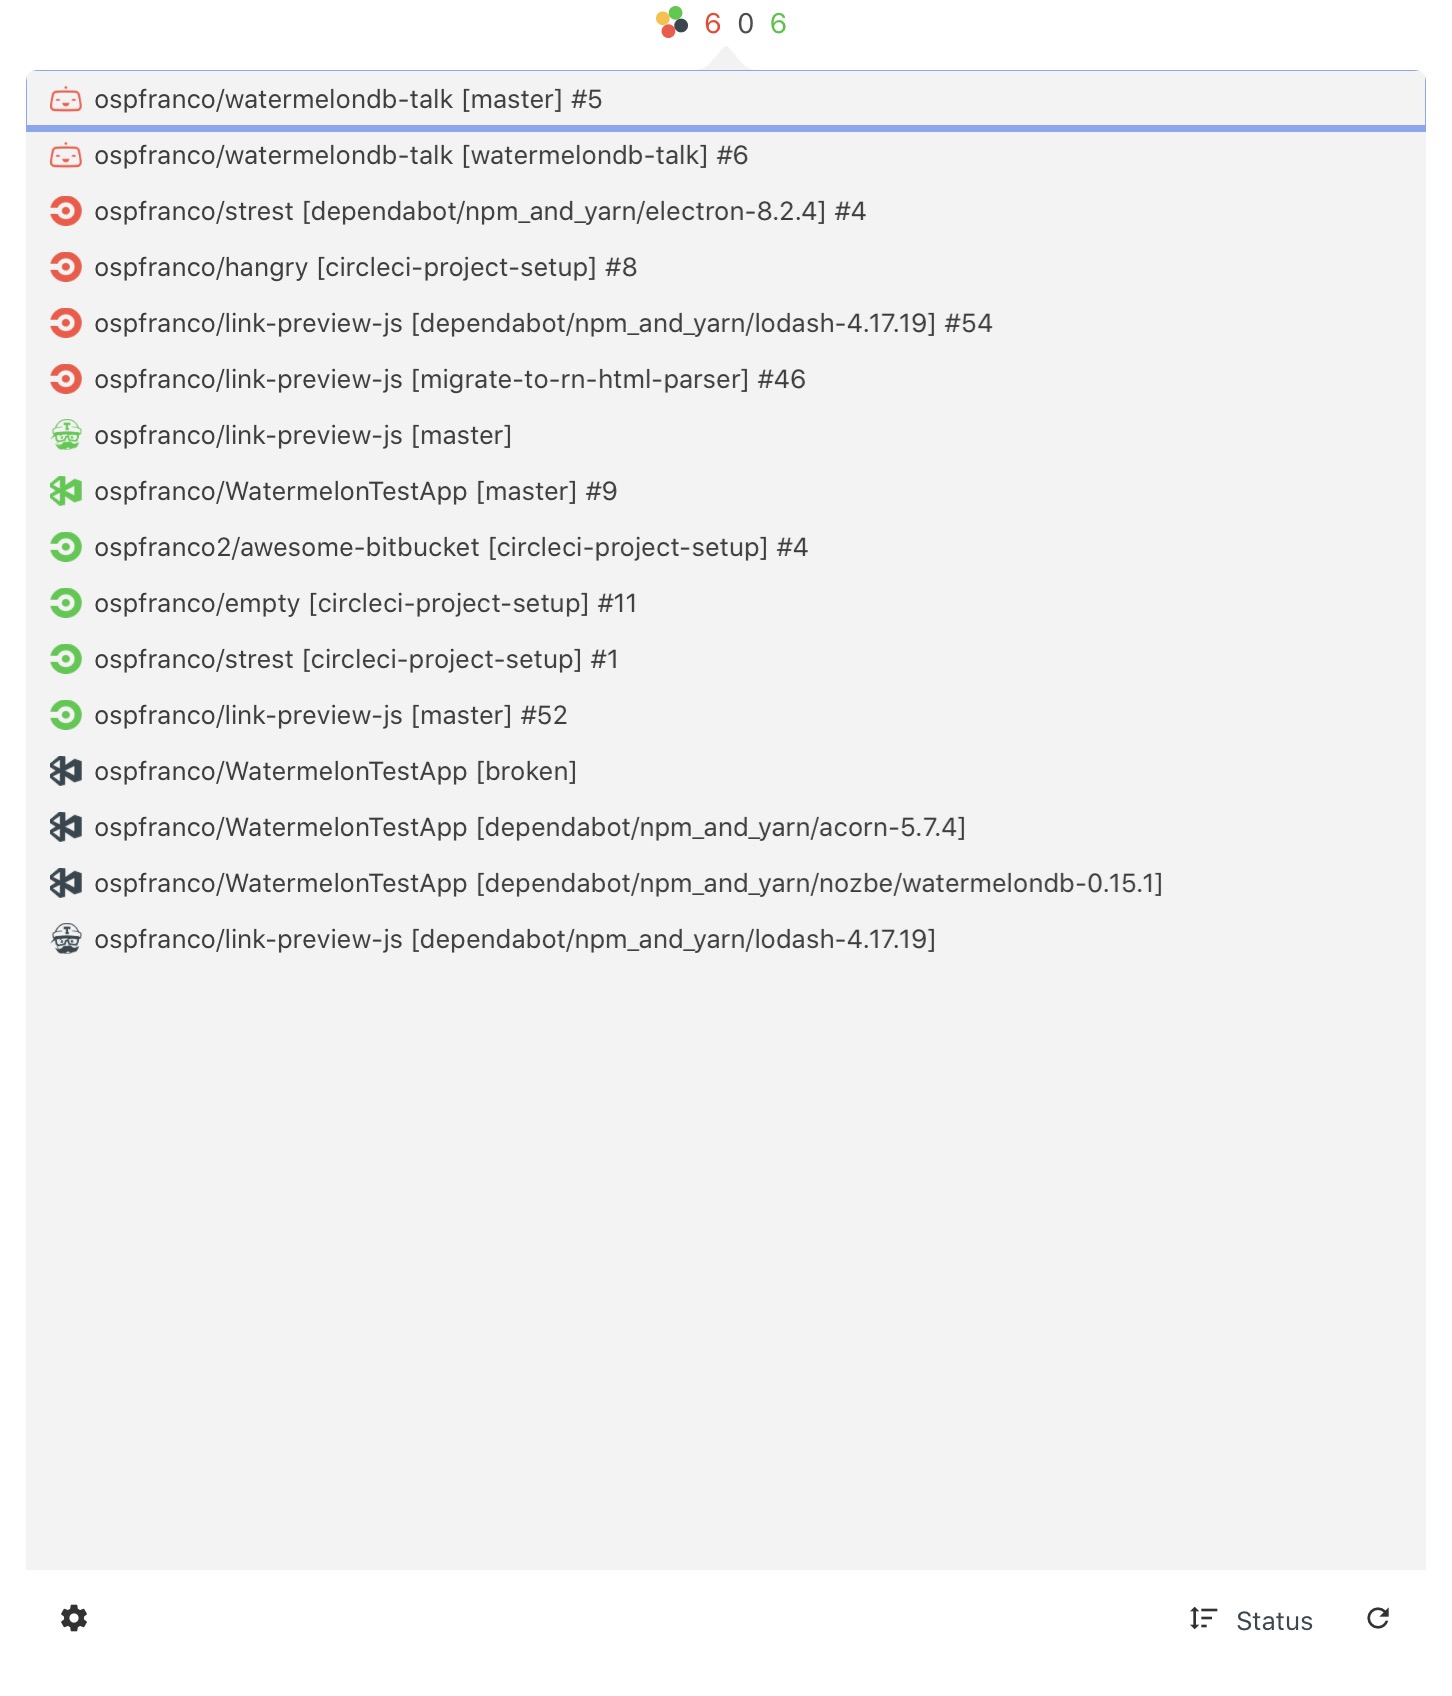 6 0 6
ospfranco/watermelondb-talk [master] #5
ospfranco/watermelondb-talk [watermelondb-talk] #6
ospfranco/strest [dependabot/npm_and_yarn/electron-8.2.4] #4
ospfranco/hangry [circleci-project-setup] #8
ospfranco/link-preview-js [dependabot/npm_and_yarn/lodash-4.17.19] #54
ospfranco/link-preview-js [migrate-to-rn-html-parser] #46
ospfranco/link-preview-js [master]
ospfranco/WatermelonTestApp [master] #9
ospfranco2/awesome-bitbucket [circleci-project-setup] #4
ospfranco/empty [circleci-project-setup] #11
ospfranco/strest [circleci-project-setup] #1
ospfranco/link-preview-js [master] #52
ospfranco/WatermelonTestApp [broken]
ospfranco/WatermelonTestApp [dependabot/npm_and_yarn/acorn-5.7.4]
ospfranco/WatermelonTestApp [dependabot/npm_and_yarn/nozbe/watermelondb-0.15.1]
ospfranco/link-preview-js [dependabot/npm_and_yarn/lodash-4.17.19]
Status